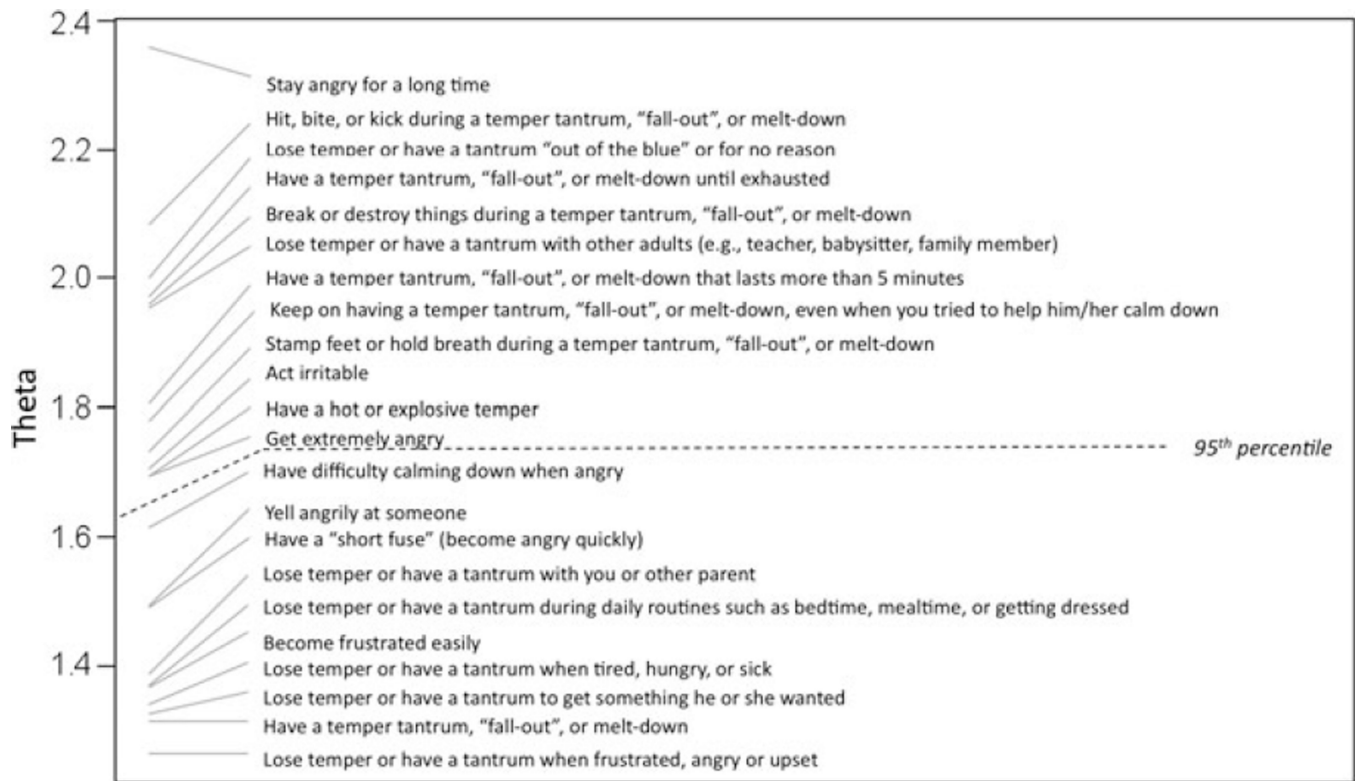 2.4
Stay angry for a long time
Hit, bite, or kick during a temper tantrum, “fall-out”, or melt-down
2.2
Lose temper or have a tantrum “out of the blue” or for no reason
Have a temper tantrum, “fall-out”, or melt-down until exhausted
Break or destroy things during a temper tantrum, “fall-out”, or melt-down
Lose temper or have a tantrum with other adults (e.g., teacher, babysitter, family member)
2.0
Have a temper tantrum, “fall-out”, or melt-down that lasts more than 5 minutes
Keep on having a temper tantrum, “fall-out”, or melt-down, even when you tried to help him/her calm down
Stamp feet or hold breath during a temper tantrum, “fall-out”, or melt-down
Act irritable
Theta
1.8
Have a hot or explosive temper
Get extremely angry
95th percentile
Have difficulty calming down when angry
Yell angrily at someone
1.6
Have a “short fuse” (become angry quickly)
Lose temper or have a tantrum with you or other parent
Lose temper or have a tantrum during daily routines such as bedtime, mealtime, or getting dressed
Become frustrated easily
1.4
Lose temper or have a tantrum when tired, hungry, or sick
Lose temper or have a tantrum to get something he or she wanted
Have a temper tantrum, “fall-out”, or melt-down
Lose temper or have a tantrum when frustrated, angry or upset